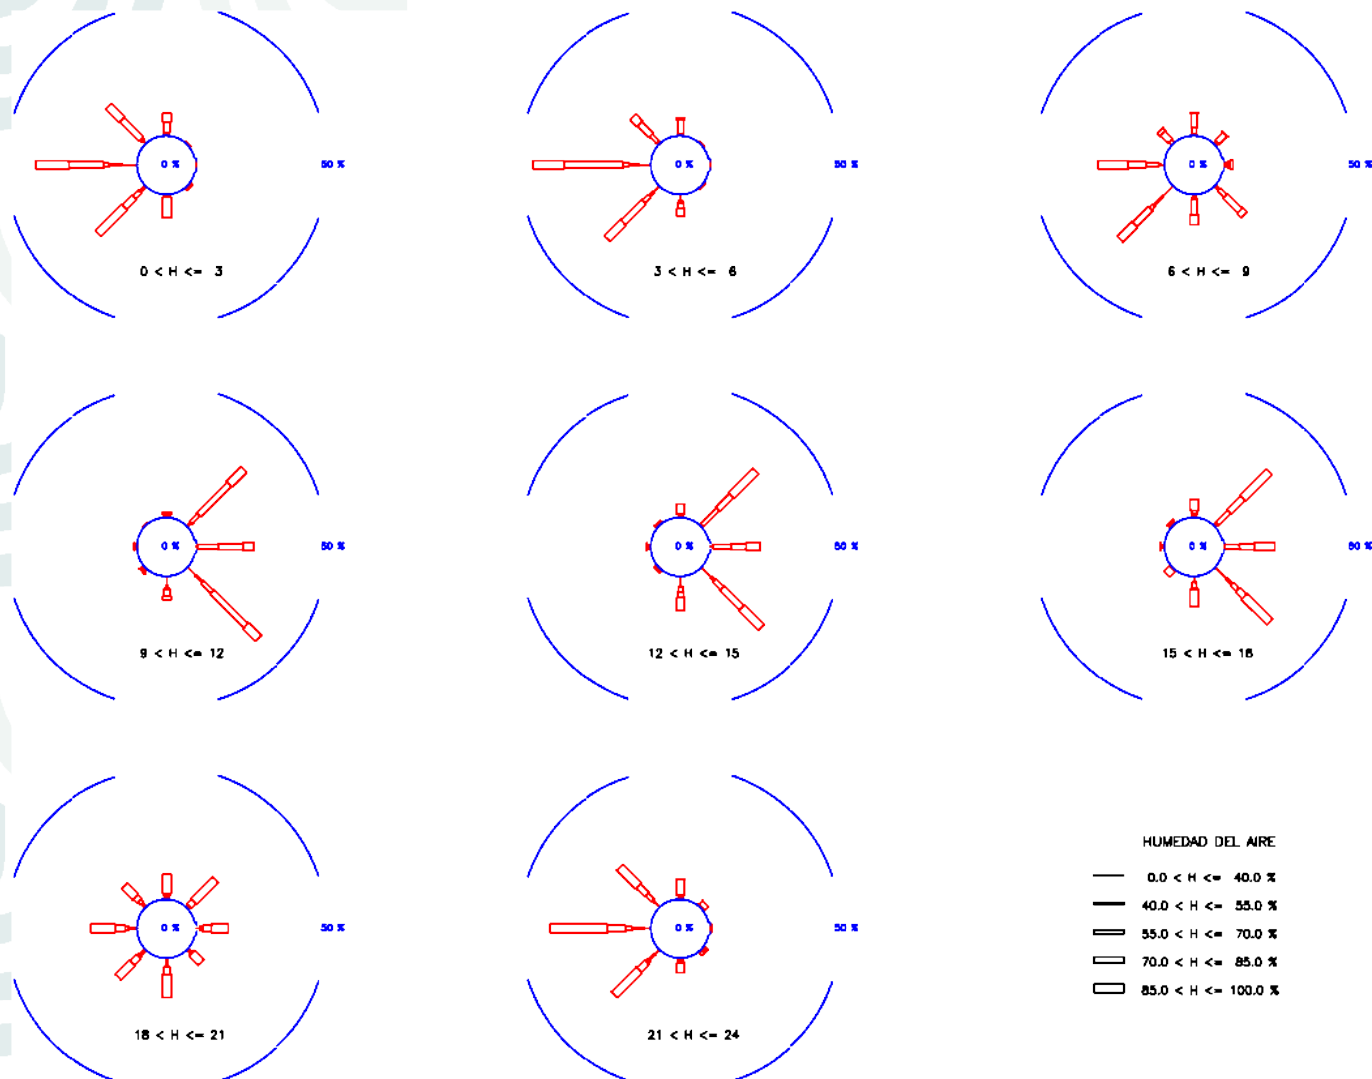 0 % 50 %
0 < H <= 3
0 % 50 %
3 < H <= 6
0 % 50 %
6 < H <= 9
0 % 50 %
9 < H <= 12
0 % 50 %
12 < H <= 15
0 % 50 %
15 < H <= 18
0 % 50 %
18 < H <= 21
0 % 50 %
21 < H <= 24
HUMEDAD DEL AIRE
0.0 < H <= 40.0 %
40.0 < H <= 55.0 %
55.0 < H <= 70.0 %
70.0 < H <= 85.0 %
85.0 < H <= 100.0 %